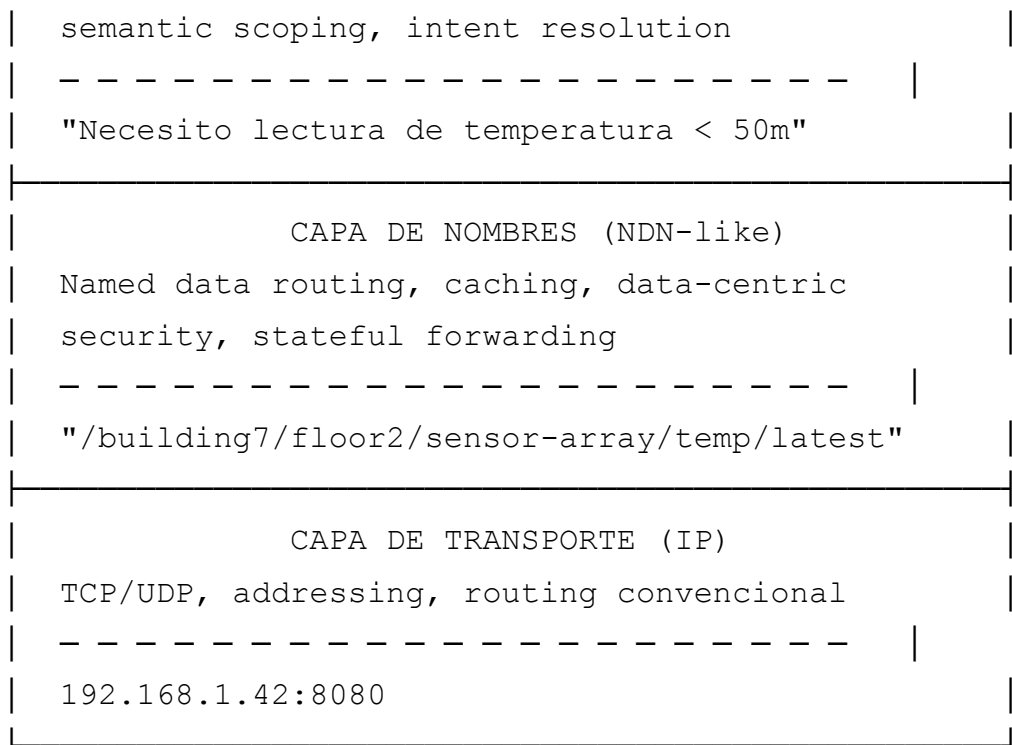 semantic scoping, intent resolution
"Necesito lectura de temperatura < 50m"
CAPA DE NOMBRES (NDN-like)
Named data routing, caching, data-centric
security, stateful forwarding
"/building7/floor2/sensor-array/temp/latest"
CAPA DE TRANSPORTE (IP)
TCP/UDP, addressing, routing convencional
192.168.1.42:8080